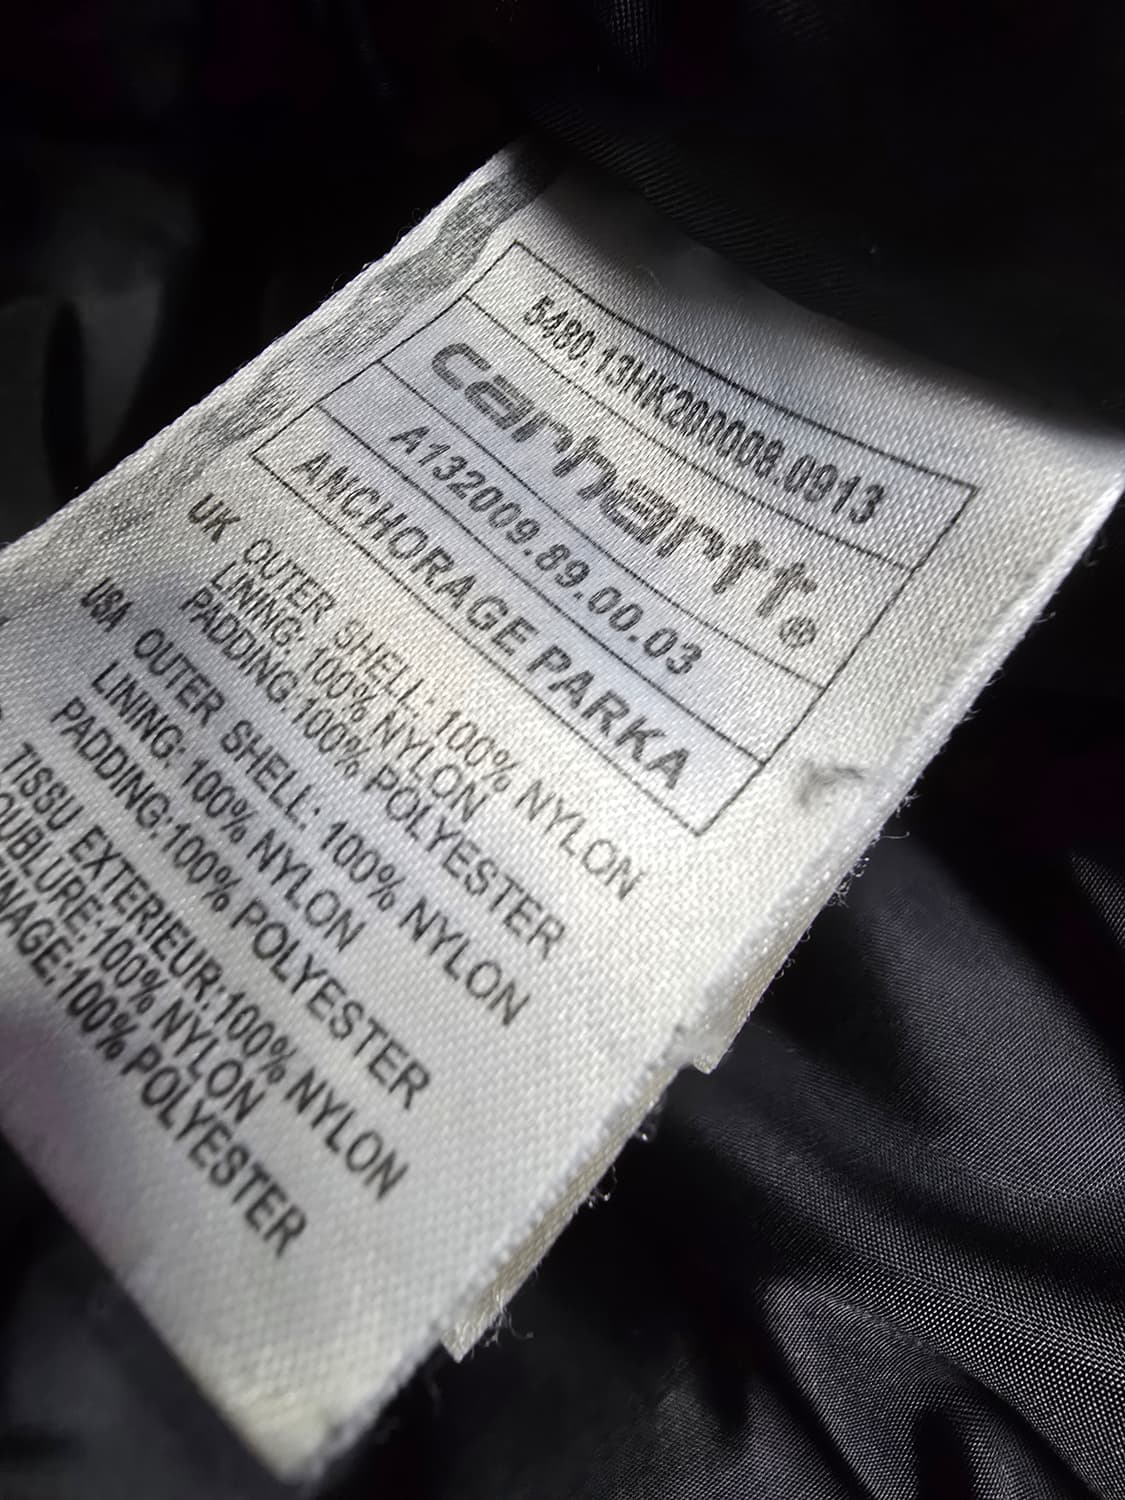 5480.13HK200008.0913
carhartt®
A132009.89.00.03
ANCHORAGE PARKA
UK OUTER SHELL: 100% NYLON
LINING: 100% NYLON
PADDING:100% POLYESTER
USA OUTER SHELL: 100% NYLON
LINING: 100% NYLON
PADDING:100% POLYESTER
TISSU EXTERIEUR:100% NYLON
100% NYLON
100% POLYESTER